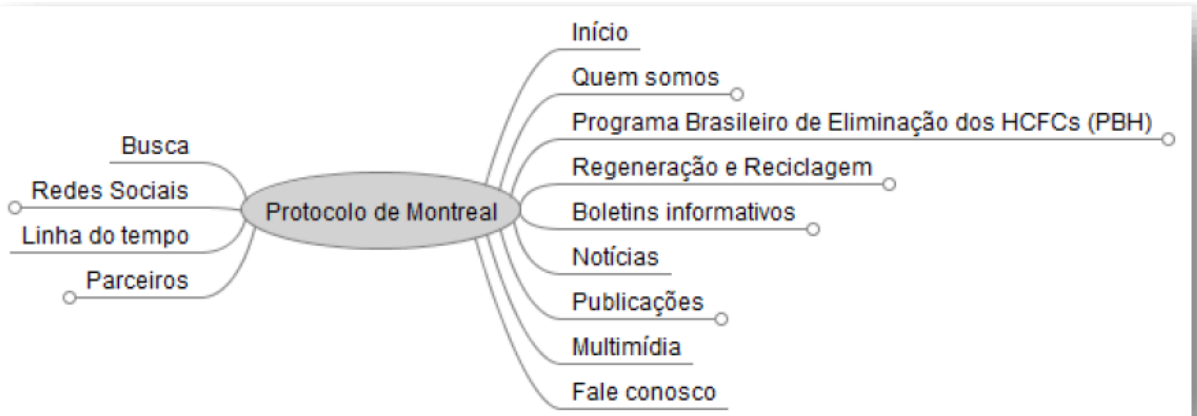 Início
Quem somos
Programa Brasileiro de Eliminação dos HCFCs (PBH)
Busca
Regeneração e Reciclagem
Redes Sociais
Protocolo de Montreal
Boletins informativos
Linha do tempo
Notícias
Parceiros
Publicações
Multimídia
Fale conosco